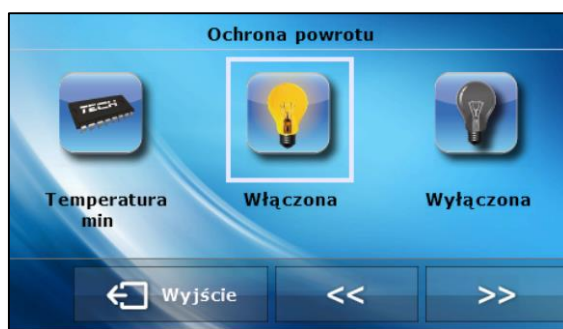 Ochrona powrotu
TECH
Temperatura
min
Włączona
Wyłączona
Wyjście
<<
>>